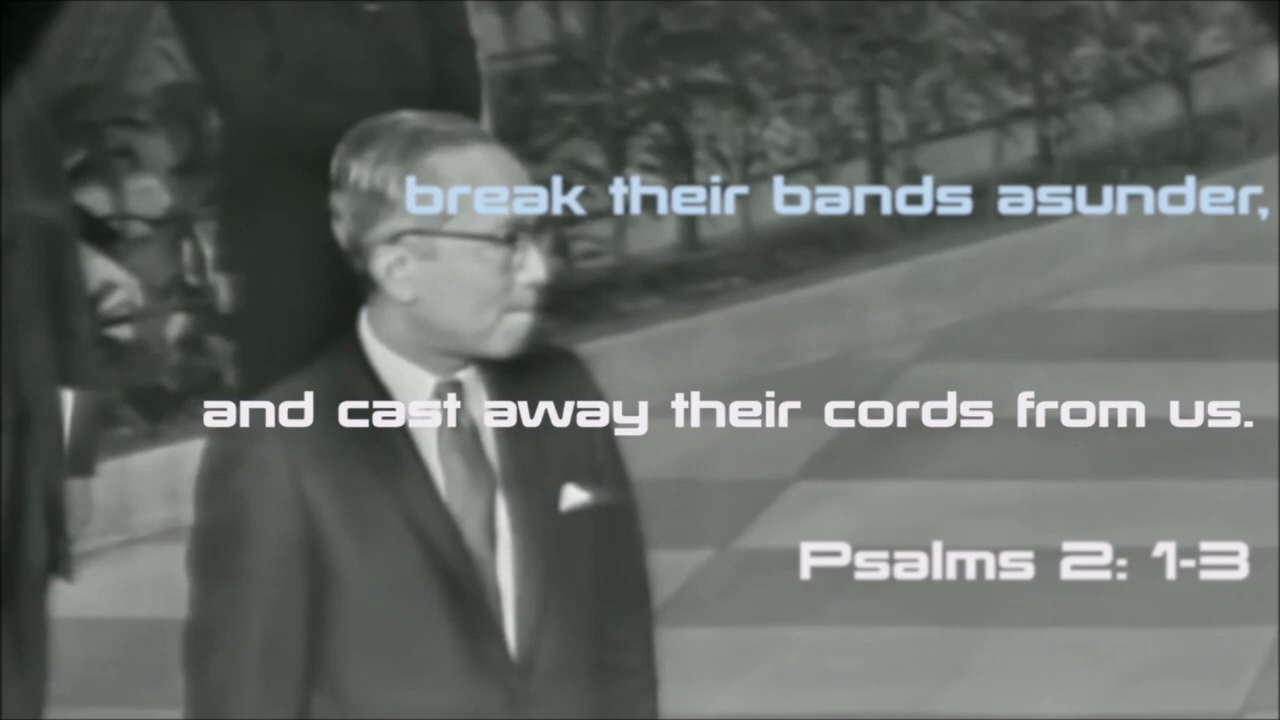 break their bands asunder,
and cast away their cords from us.
Psalms 2: 1-3